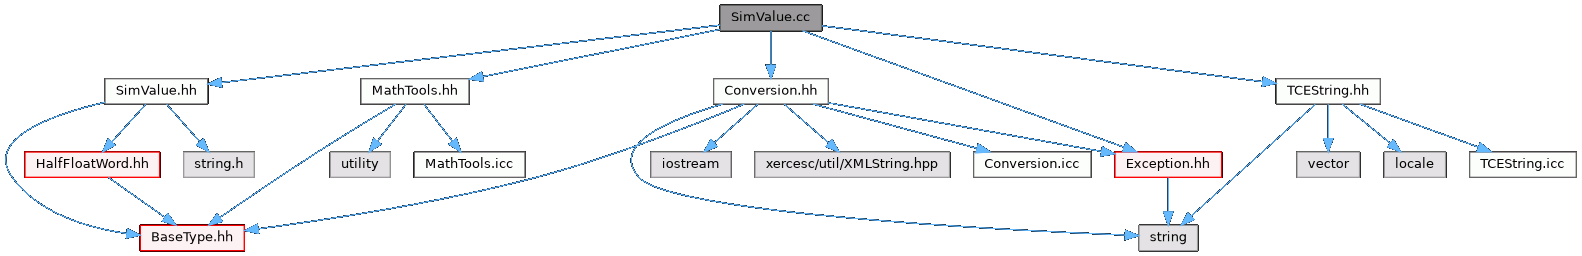 SimValue.cc
SimValue.hh
MathTools.hh
Conversion.hh
TCEString.hh
HalfFloatWord.hh
string.h
utility
MathTools.icc
iostream
xercesc/util/XMLString.hpp
Conversion.icc
Exception.hh
vector
locale
TCEString.icc
BaseType.hh
string